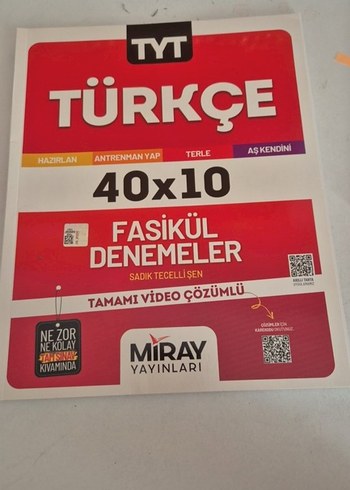 TYT
TÜRKÇE
HAZIRLAN ANTRENMAN YAP TERLE AŞ KENDİNİ
40x10
FASİKÜL
DENEMELER
SADIK TECELLİ ŞEN
TAMAMI VİDEO ÇÖZÜMLÜ
NE ZOR
NE KOLAY
TAM SINAV
KIVAMINDA
MİRAY
YAYINLARI